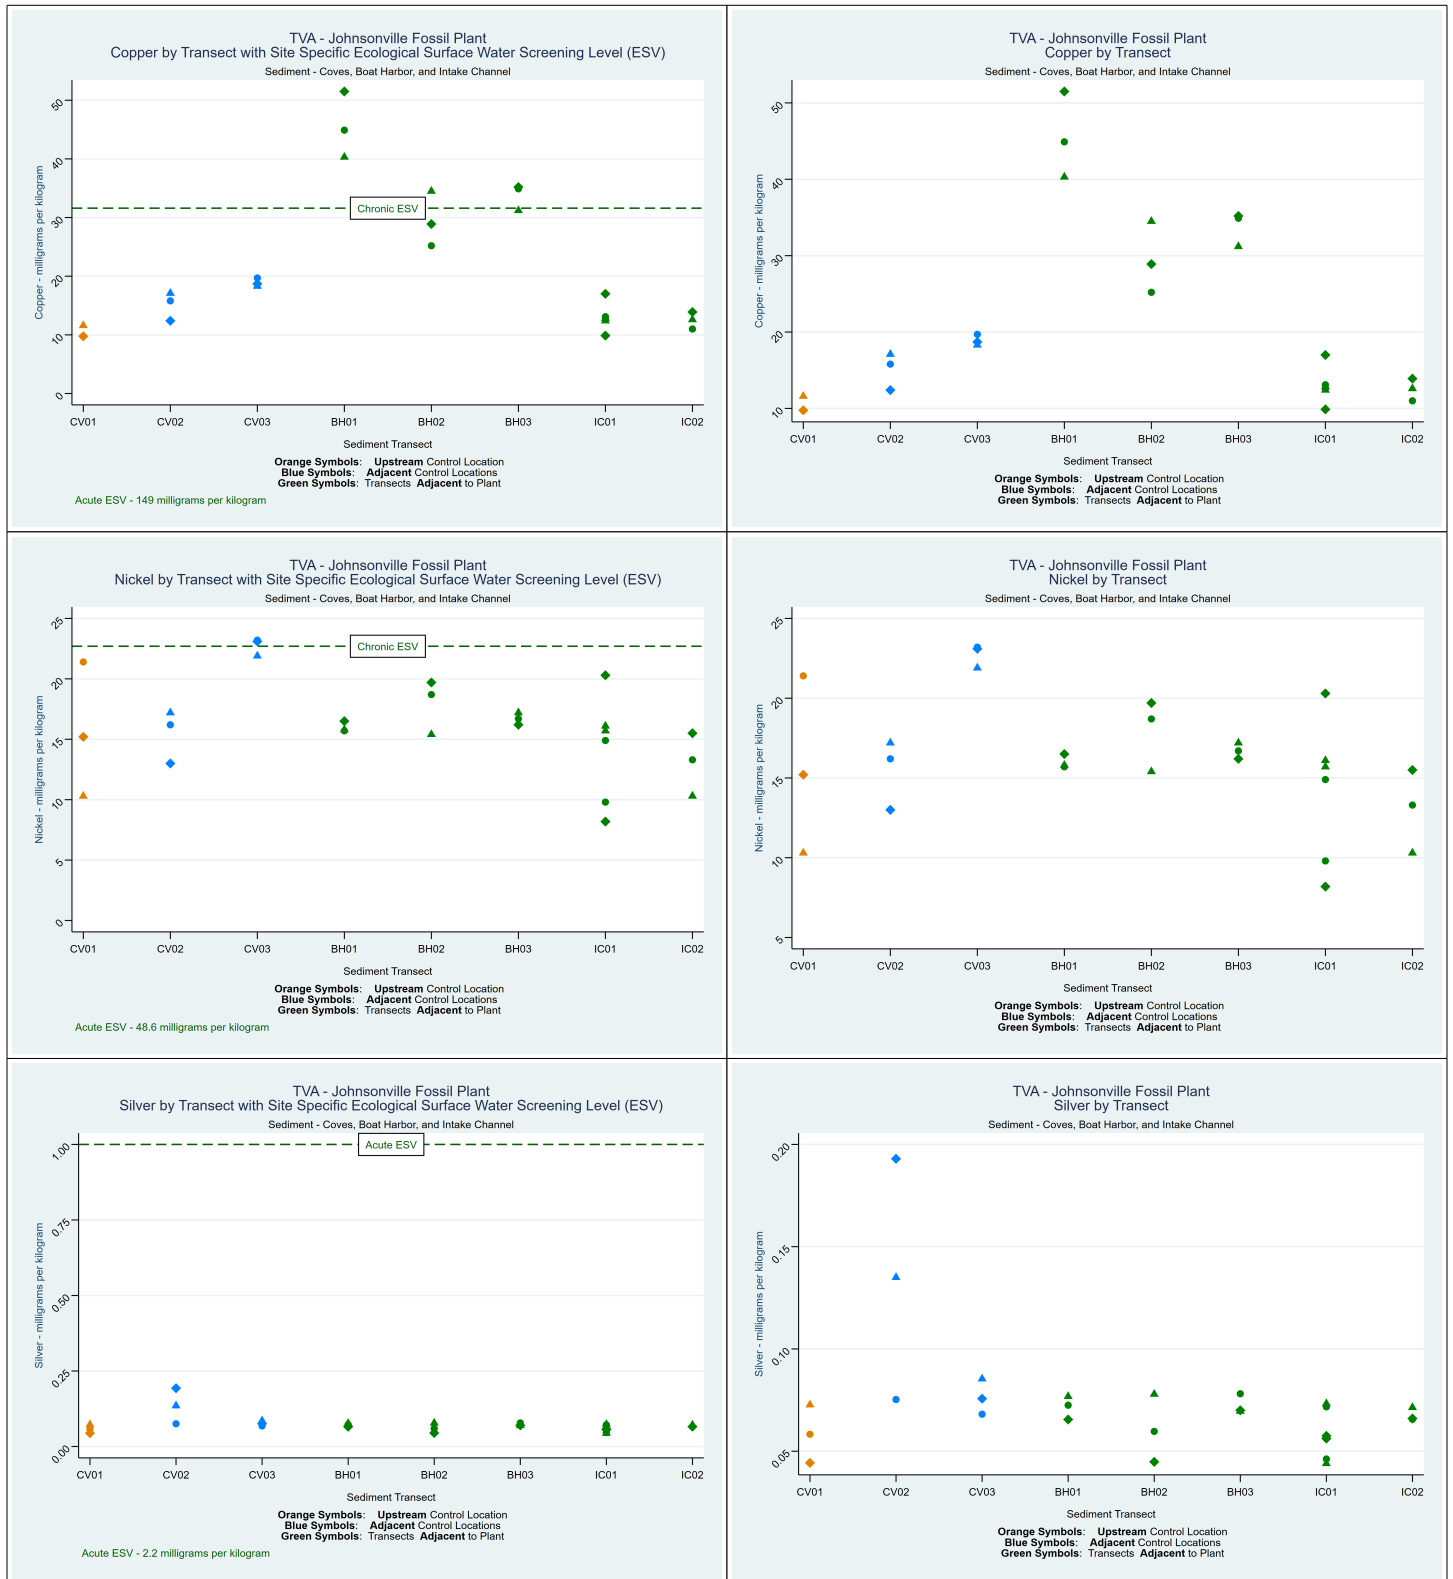 TVA - Johnsonville Fossil Plant
Copper by Transect with Site Specific Ecological Surface Water Screening Level (ESV)
Sediment - Coves, Boat Harbor, and Intake Channel
Copper - milligrams per kilogram
50
40
30
20
10
0
Chronic ESV
CV01 CV02 CV03 BH01 BH02 BH03 IC01 IC02
Sediment Transect
Orange Symbols: Upstream Control Location
Blue Symbols: Adjacent Control Locations
Green Symbols: Transects Adjacent to Plant
Acute ESV - 149 milligrams per kilogram
TVA - Johnsonville Fossil Plant
Copper by Transect
Sediment - Coves, Boat Harbor, and Intake Channel
Copper - milligrams per kilogram
50
40
30
20
10
CV01 CV02 CV03 BH01 BH02 BH03 IC01 IC02
Sediment Transect
Orange Symbols: Upstream Control Location
Blue Symbols: Adjacent Control Locations
Green Symbols: Transects Adjacent to Plant
TVA - Johnsonville Fossil Plant
Nickel by Transect with Site Specific Ecological Surface Water Screening Level (ESV)
Sediment - Coves, Boat Harbor, and Intake Channel
Nickel - milligrams per kilogram
25
20
15
10
5
0
Chronic ESV
CV01 CV02 CV03 BH01 BH02 BH03 IC01 IC02
Sediment Transect
Orange Symbols: Upstream Control Location
Blue Symbols: Adjacent Control Locations
Green Symbols: Transects Adjacent to Plant
Acute ESV - 48.6 milligrams per kilogram
TVA - Johnsonville Fossil Plant
Nickel by Transect
Sediment - Coves, Boat Harbor, and Intake Channel
Nickel - milligrams per kilogram
25
20
15
10
5
CV01 CV02 CV03 BH01 BH02 BH03 IC01 IC02
Sediment Transect
Orange Symbols: Upstream Control Location
Blue Symbols: Adjacent Control Locations
Green Symbols: Transects Adjacent to Plant
TVA - Johnsonville Fossil Plant
Silver by Transect with Site Specific Ecological Surface Water Screening Level (ESV)
Sediment - Coves, Boat Harbor, and Intake Channel
Silver - milligrams per kilogram
1.00
0.75
0.50
0.25
0.00
Acute ESV
CV01 CV02 CV03 BH01 BH02 BH03 IC01 IC02
Sediment Transect
Orange Symbols: Upstream Control Location
Blue Symbols: Adjacent Control Locations
Green Symbols: Transects Adjacent to Plant
Acute ESV - 2.2 milligrams per kilogram
TVA - Johnsonville Fossil Plant
Silver by Transect
Sediment - Coves, Boat Harbor, and Intake Channel
Silver - milligrams per kilogram
0.20
0.15
0.10
0.05
CV01 CV02 CV03 BH01 BH02 BH03 IC01 IC02
Sediment Transect
Orange Symbols: Upstream Control Location
Blue Symbols: Adjacent Control Locations
Green Symbols: Transects Adjacent to Plant